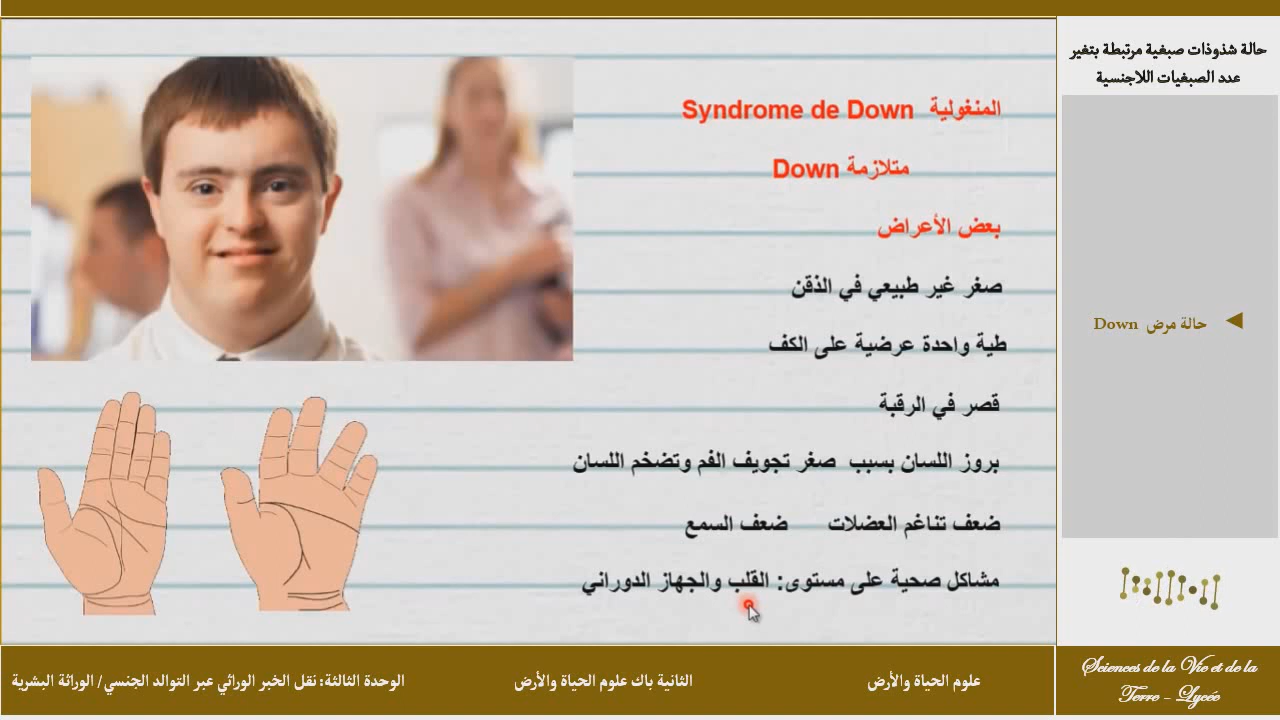 حالة شذوذات صبغية مرتبطة بتغير
عدد الصبغيات اللاجنسية
المنغولية Syndrome de Down
متلازمة Down
بعض الأعراض
صغر غير طبيعي في الذقن
طية واحدة عرضية على الكف
قصر في الرقبة
بروز اللسان بسبب صغر تجويف الفم وتضخم اللسان
ضعف تناغم العضلات ضعف السمع
مشاكل صحية على مستوى: القلب والجهاز الدوراني
حالة مرض Down
Sciences de la Vie et de la
Terre – Lycée
علوم الحياة والأرض
الثانية باك علوم الحياة والأرض
الوحدة الثالثة: نقل الخبر الوراثي عبر التوالد الجنسي/ الوراثة البشرية